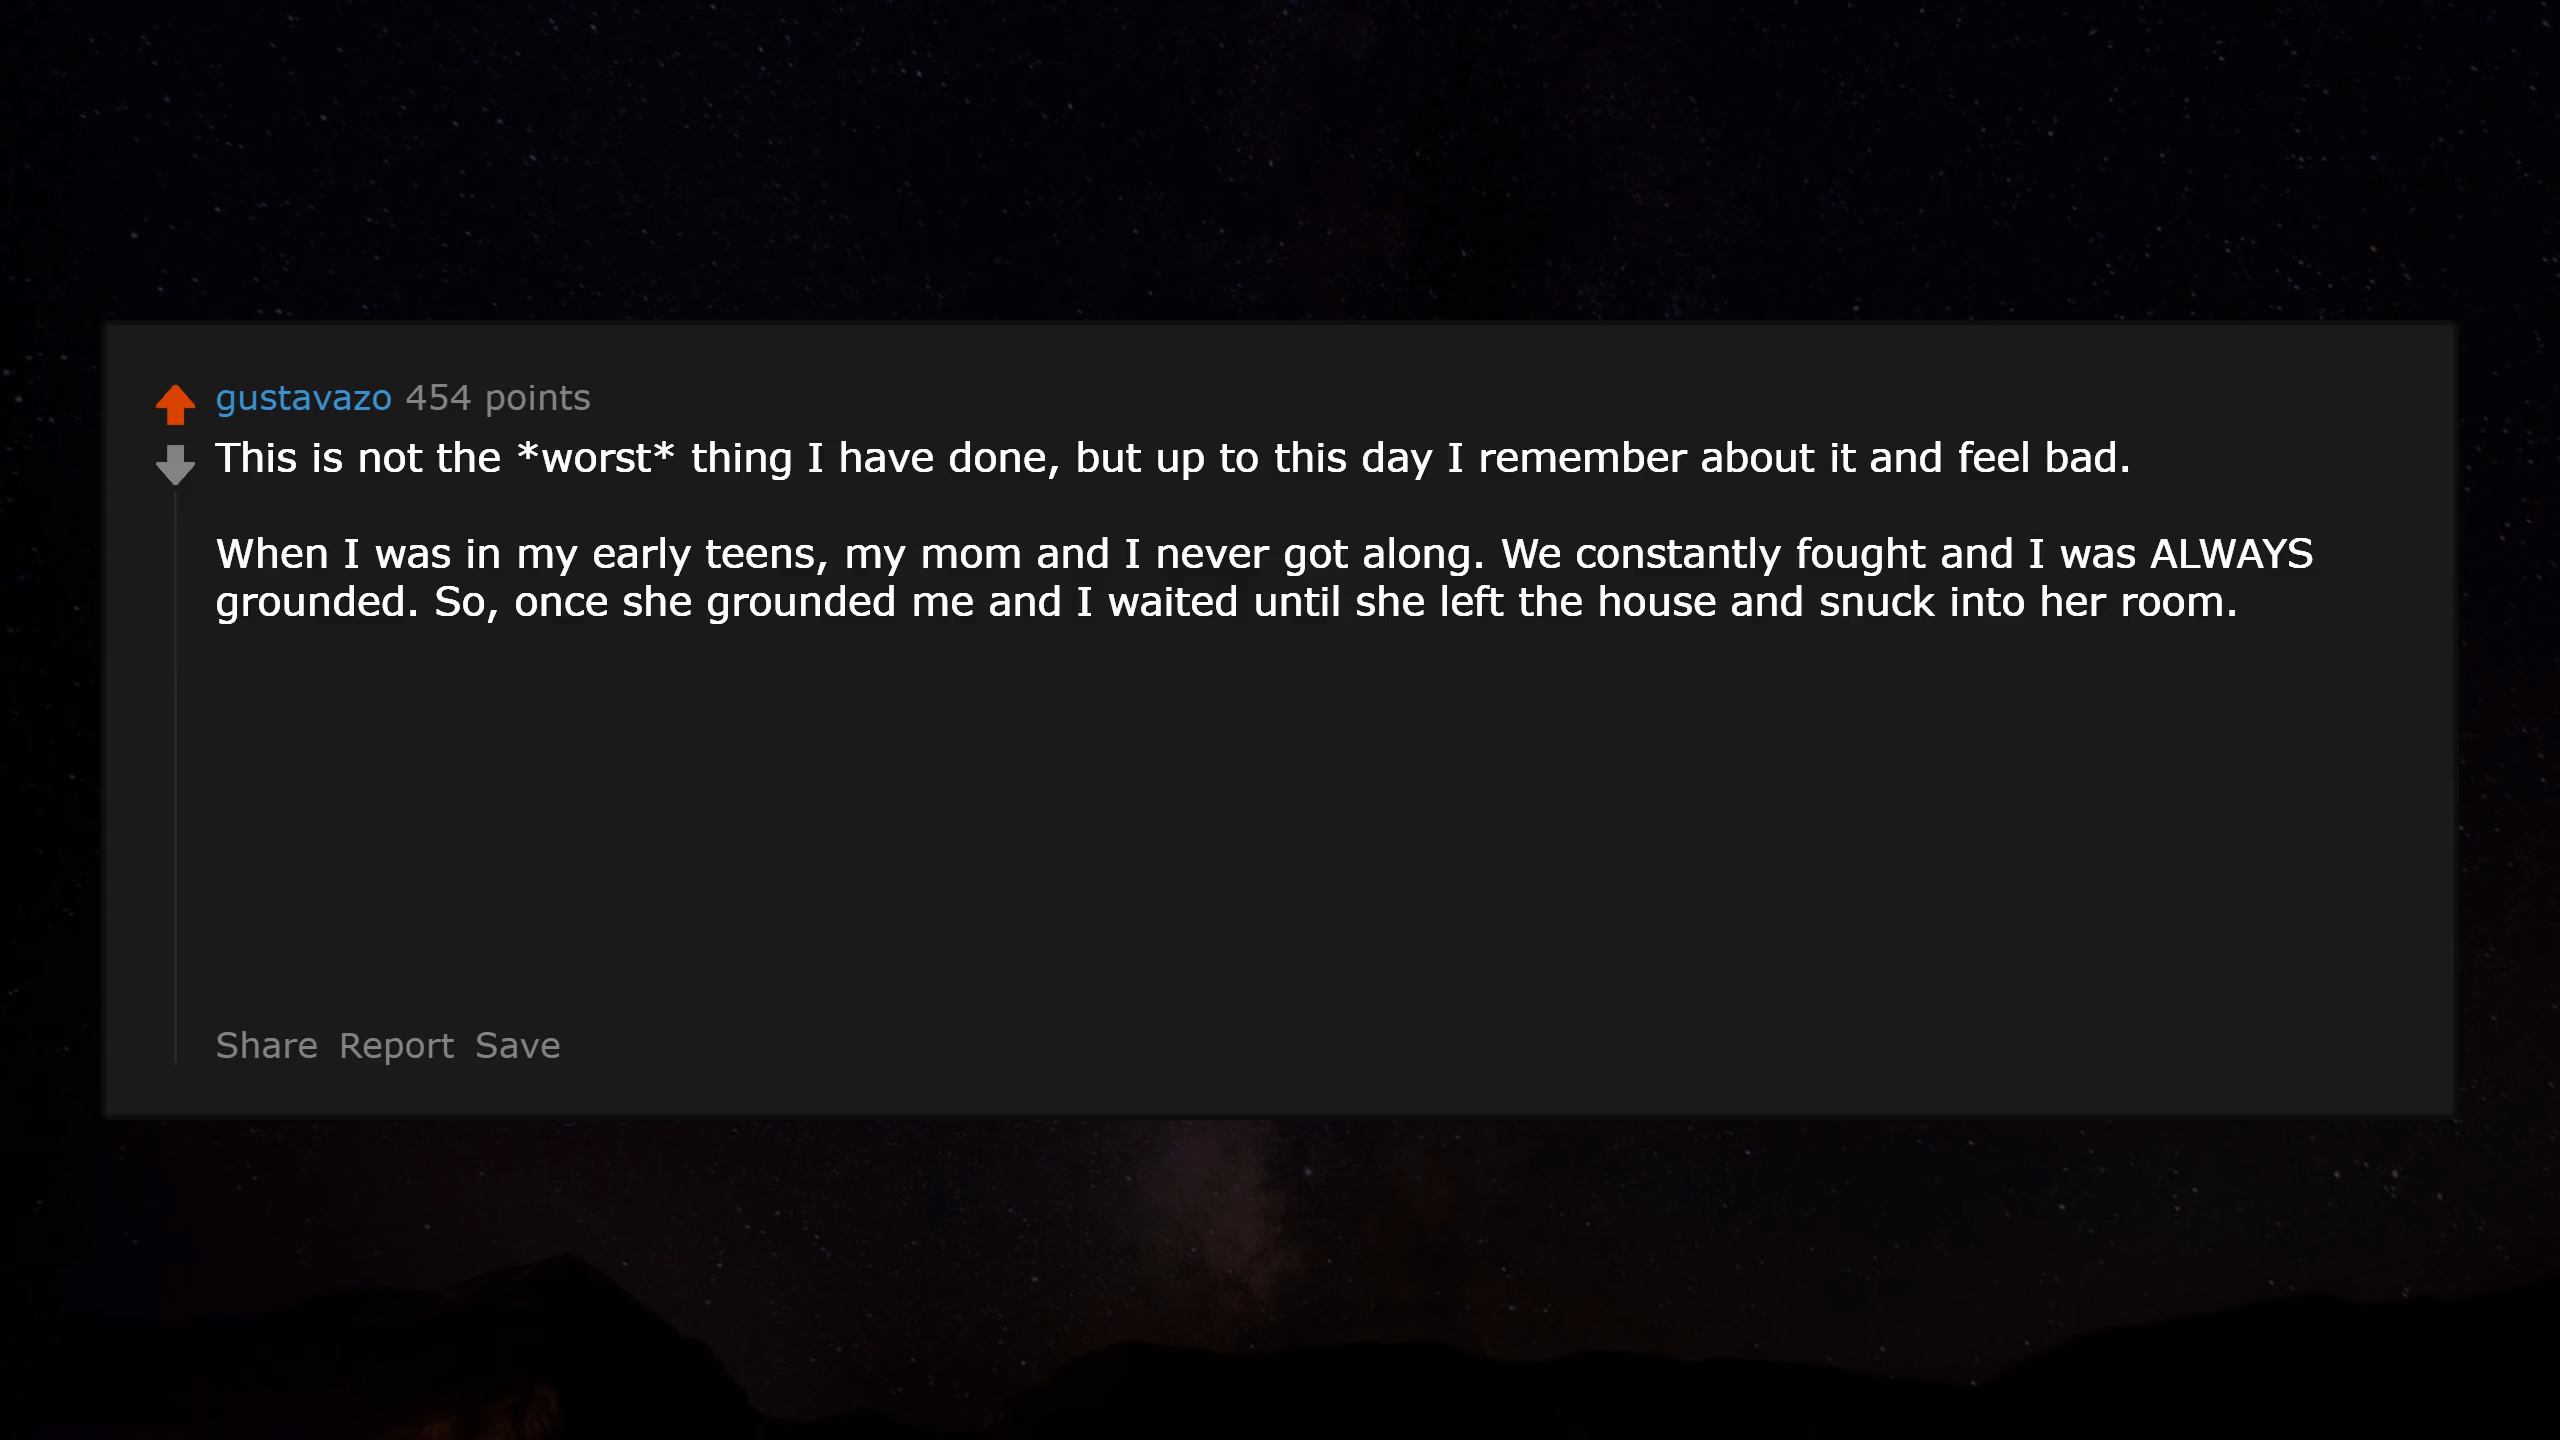 gustavazo 454 points
This is not the *worst* thing I have done, but up to this day I remember about it and feel bad.
When I was in my early teens, my mom and I never got along. We constantly fought and I was ALWAYS
grounded. So, once she grounded me and I waited until she left the house and snuck into her room.
Share Report Save